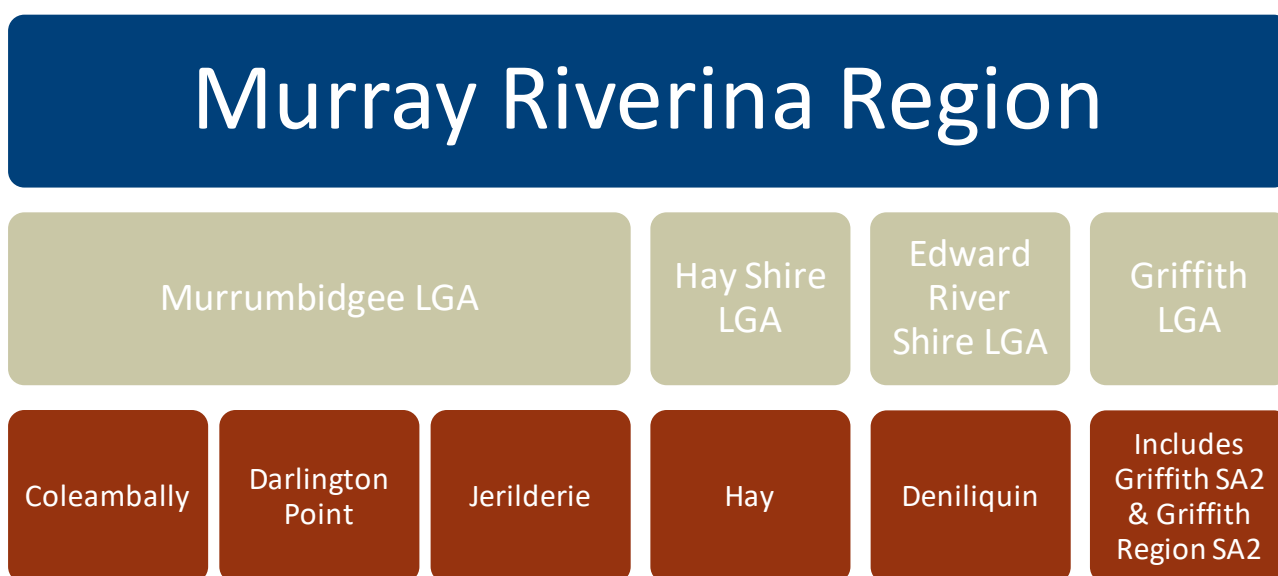 Murray Riverina Region
Murrumbidgee LGA
Hay Shire
LGA
Edward
River
Shire LGA
Griffith
LGA
Coleambally
Darlington
Point
Jerilderie
Hay
Deniliquin
Includes
Griffith SA2
& Griffith
Region SA2